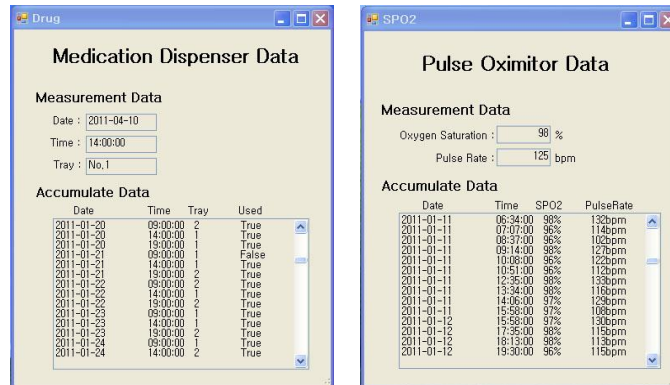 Drug
Medication Dispenser Data
Measurement Data
Date : 2011-04-10
Time : 14:00:00
Tray : No,1
Accumulate Data
Date Time Tray Used
2011-01-20 09:00:00 2 True
2011-01-20 14:00:00 1 True
2011-01-20 19:00:00 1 True
2011-01-21 09:00:00 1 False
2011-01-21 14:00:00 1 True
2011-01-21 19:00:00 2 True
2011-01-22 09:00:00 2 True
2011-01-22 14:00:00 1 True
2011-01-22 19:00:00 2 True
2011-01-23 09:00:00 1 True
2011-01-23 14:00:00 1 True
2011-01-23 19:00:00 2 True
2011-01-24 09:00:00 1 True
2011-01-24 14:00:00 2 True
SPO2
Pulse Oximitor Data
Measurement Data
Oxygen Saturation : 98 %
Pulse Rate : 125 bpm
Accumulate Data
Date Time SPO2 PulseRate
2011-01-11 06:34:00 98% 132bpm
2011-01-11 07:07:00 96% 114bpm
2011-01-11 08:37:00 96% 102bpm
2011-01-11 09:14:00 98% 127bpm
2011-01-11 10:08:00 96% 122bpm
2011-01-11 10:51:00 96% 112bpm
2011-01-11 12:35:00 98% 133bpm
2011-01-11 13:34:00 98% 116bpm
2011-01-11 14:06:00 97% 129bpm
2011-01-11 15:58:00 97% 108bpm
2011-01-12 15:58:00 97% 130bpm
2011-01-12 17:35:00 98% 115bpm
2011-01-12 18:13:00 98% 113bpm
2011-01-12 19:30:00 96% 115bpm